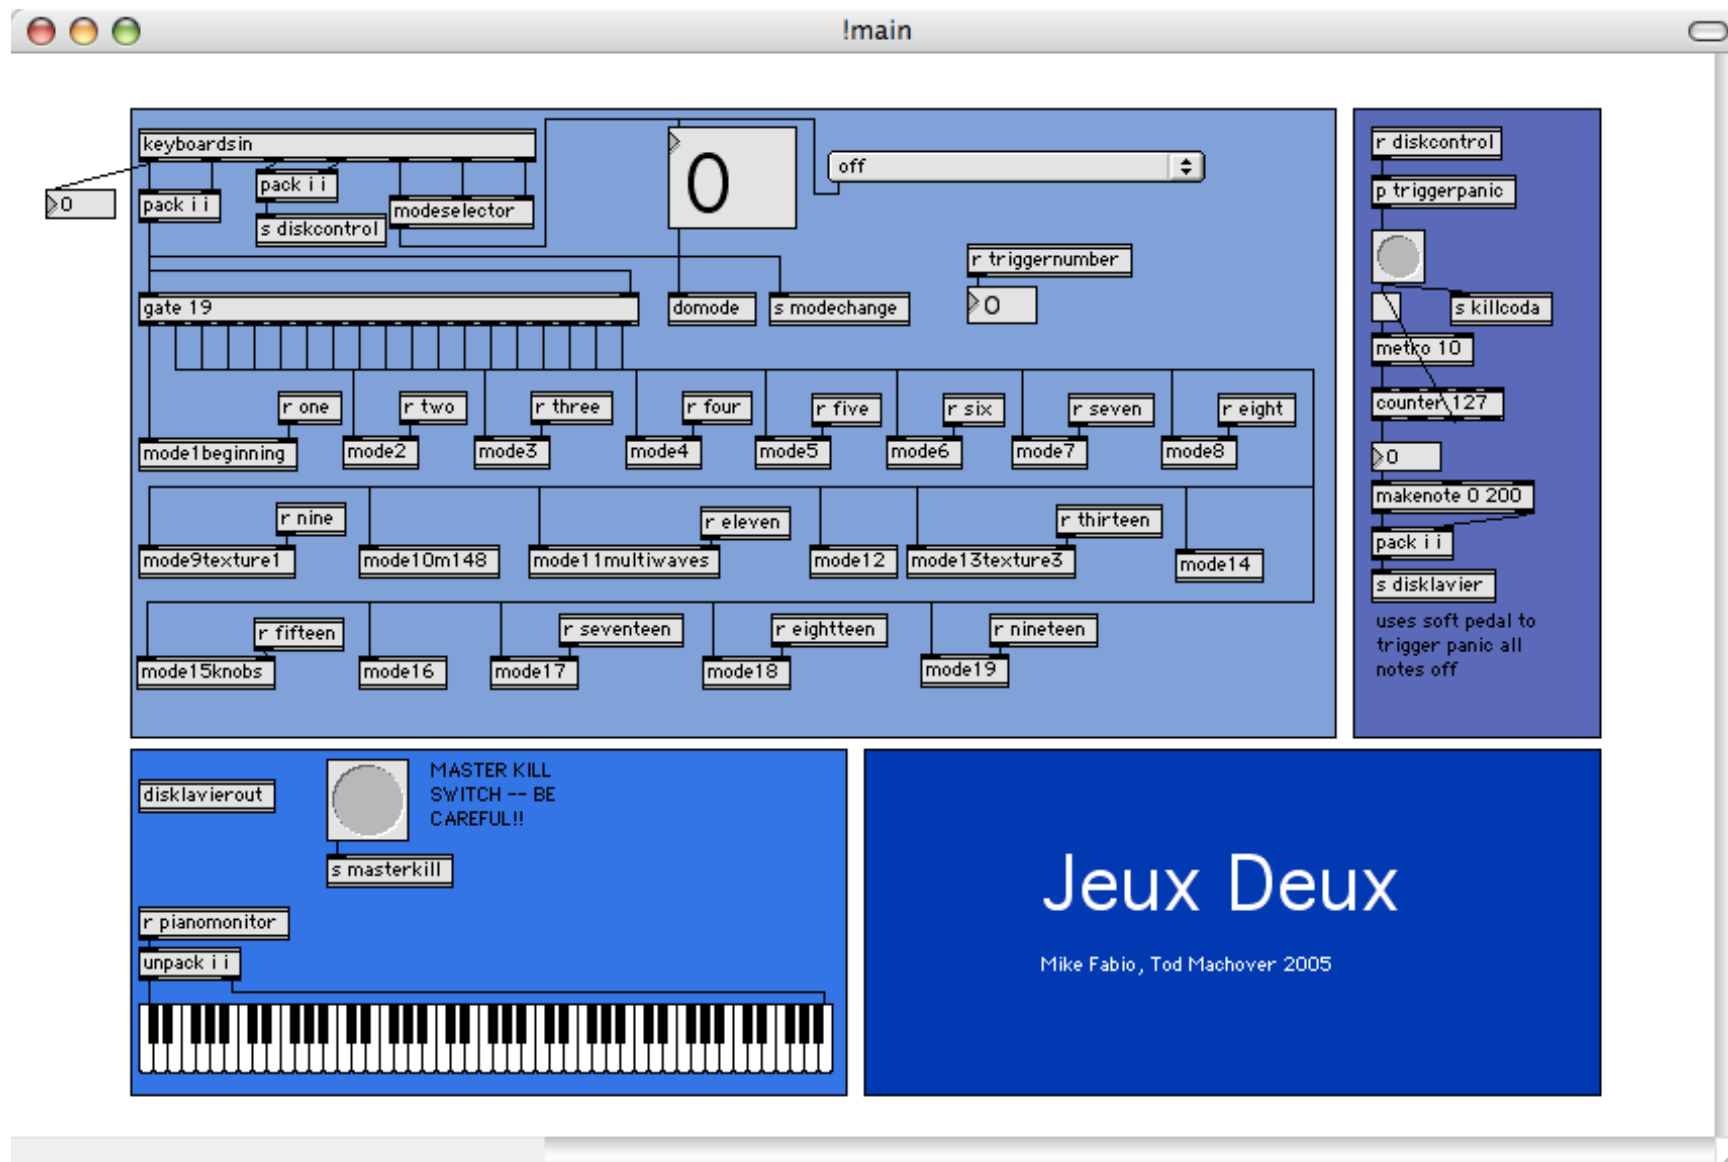 !main
keyboardsin
0
pack i i
pack i i
s diskcontrol
modeselector
0
off
r triggernumber
0
gate 19
domode
s modechange
r one
r two
r three
r four
r five
r six
r seven
r eight
mode1beginning
mode2
mode3
mode4
mode5
mode6
mode7
mode8
r nine
r eleven
r thirteen
mode9texture1
mode10m148
mode11multiwaves
mode12
mode13texture3
mode14
r fifteen
r seventeen
r eightteen
r nineteen
mode15knobs
mode16
mode17
mode18
mode19
r diskcontrol
p triggerpanic
s killcoda
metro 10
counter 127
0
makenote 0 200
pack i i
s disklavier
uses soft pedal to
trigger panic all
notes off
disklavierout
MASTER KILL
SWITCH -- BE
CAREFUL!!
s masterkill
r pianomonitor
unpack i i
Jeux Deux
Mike Fabio, Tod Machover 2005